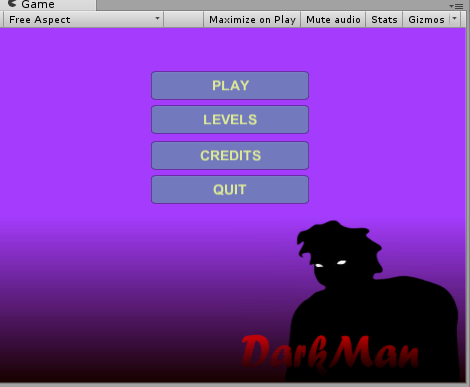 Game
Free Aspect Maximize on Play Mute audio Stats Gizmos
PLAY
LEVELS
CREDITS
QUIT
DarkMan